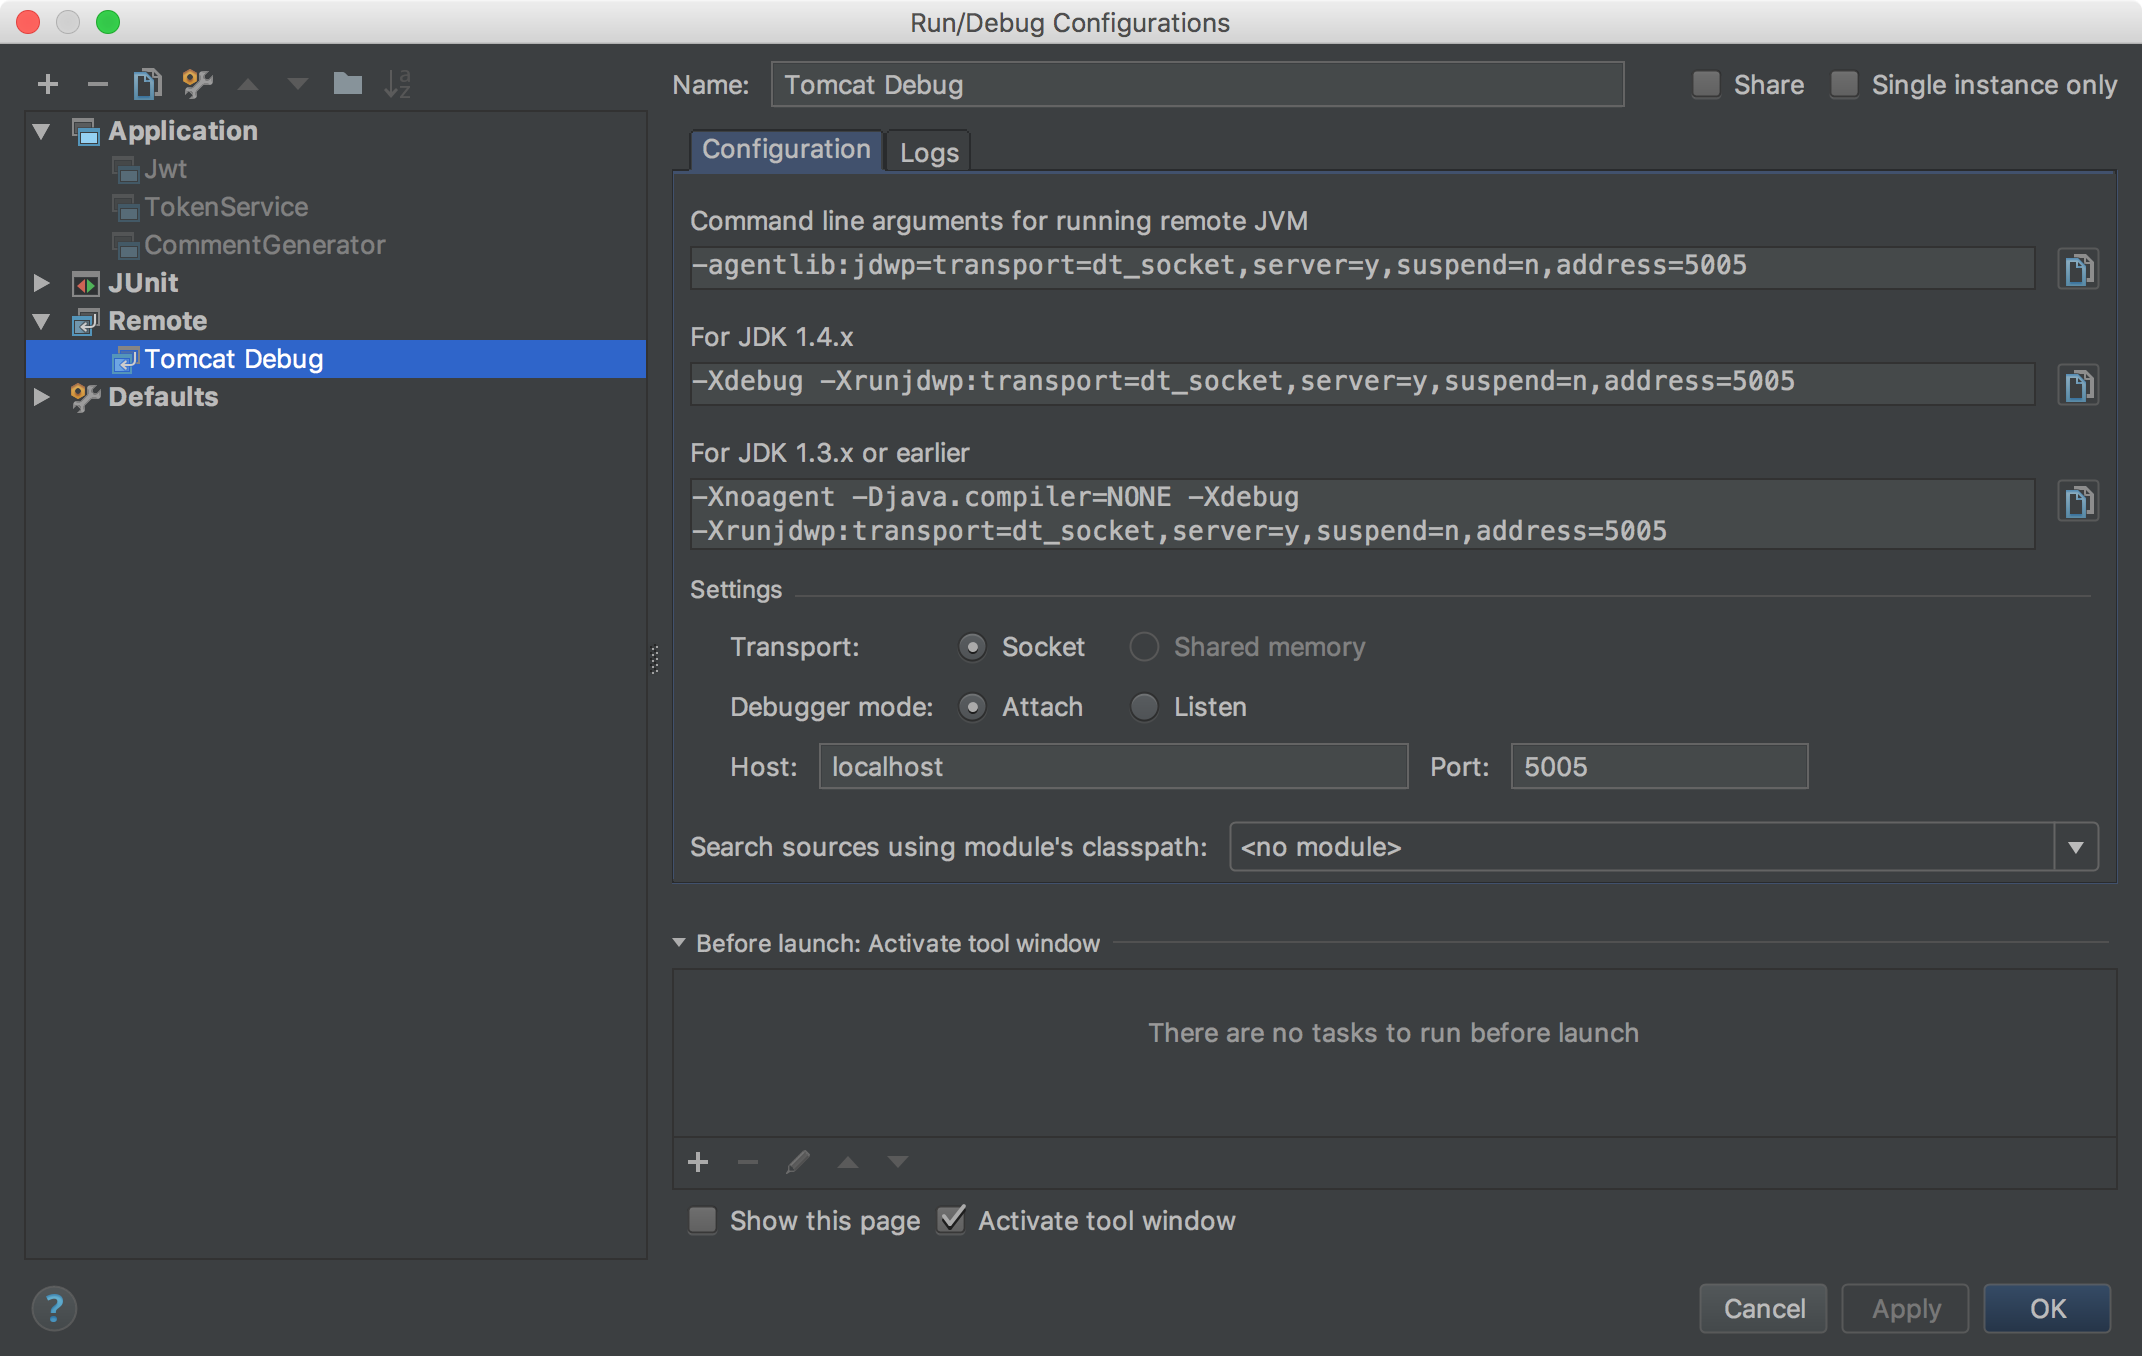 Run/Debug Configurations
Name: Tomcat Debug Share Single instance only
Application
Jwt
TokenService
CommentGenerator
JUnit
Remote
Tomcat Debug
Defaults
Configuration Logs
Command line arguments for running remote JVM
-agentlib:jdwp=transport=dt_socket,server=y,suspend=n,address=5005
For JDK 1.4.x
-Xdebug -Xrunjdwp:transport=dt_socket,server=y,suspend=n,address=5005
For JDK 1.3.x or earlier
-Xnoagent -Djava.compiler=NONE -Xdebug
-Xrunjdwp:transport=dt_socket,server=y,suspend=n,address=5005
Settings
Transport: Socket Shared memory
Debugger mode: Attach Listen
Host: localhost Port: 5005
Search sources using module's classpath: <no module>
Before launch: Activate tool window
There are no tasks to run before launch
Show this page Activate tool window
? Cancel Apply OK